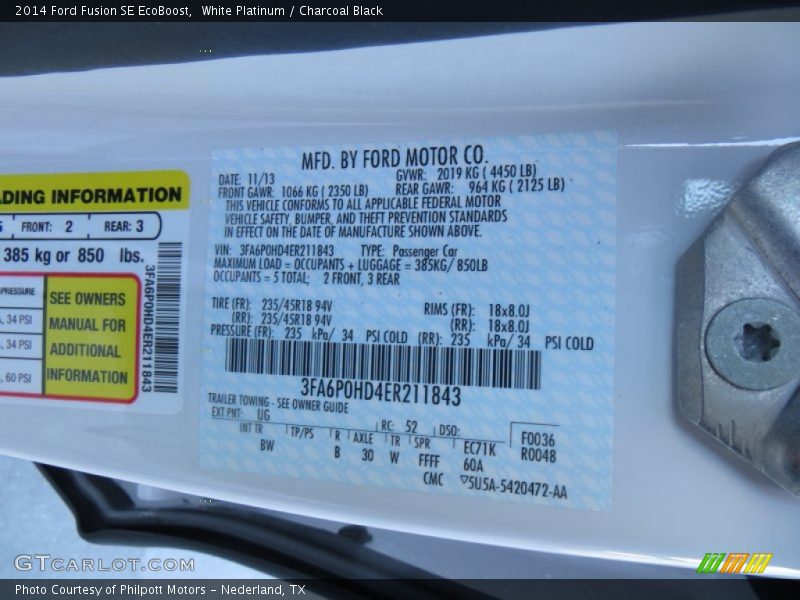 2014 Ford Fusion SE EcoBoost, White Platinum / Charcoal Black
ADING INFORMATION
FRONT: 2 REAR: 3
385 kg or 850 lbs.
PRESSURE
, 34 PSI
, 34 PSI
, 60 PSI
SEE OWNERS
MANUAL FOR
ADDITIONAL
INFORMATION
3FA6P0HD4ER211843
MFD. BY FORD MOTOR CO.
DATE: 11/13 GVWR: 2019 KG ( 4450 LB)
FRONT GAWR: 1066 KG ( 2350 LB) REAR GAWR: 964 KG ( 2125 LB)
THIS VEHICLE CONFORMS TO ALL APPLICABLE FEDERAL MOTOR
VEHICLE SAFETY, BUMPER, AND THEFT PREVENTION STANDARDS
IN EFFECT ON THE DATE OF MANUFACTURE SHOWN ABOVE.
VIN: 3FA6P0HD4ER211843 TYPE: Passenger Car
MAXIMUM LOAD = OCCUPANTS + LUGGAGE = 385KG/ 850LB
OCCUPANTS = 5 TOTAL; 2 FRONT, 3 REAR
TIRE (FR): 235/45R18 94V RIMS (FR): 18x8.0J
(RR): 235/45R18 94V (RR): 18x8.0J
PRESSURE (FR): 235 kPa/ 34 PSI COLD (RR): 235 kPa/ 34 PSI COLD
3FA6P0HD4ER211843
TRAILER TOWING - SEE OWNER GUIDE
EXT PNT: UG RC: 52 DSO: F0036
INT TR TP/PS R AXLE TR SPR EC71K R0048
BW B 30 W FFFF 60A
CMC 5U5A-5420472-AA
GTCarLot.com
Photo Courtesy of Philpott Motors - Nederland, TX